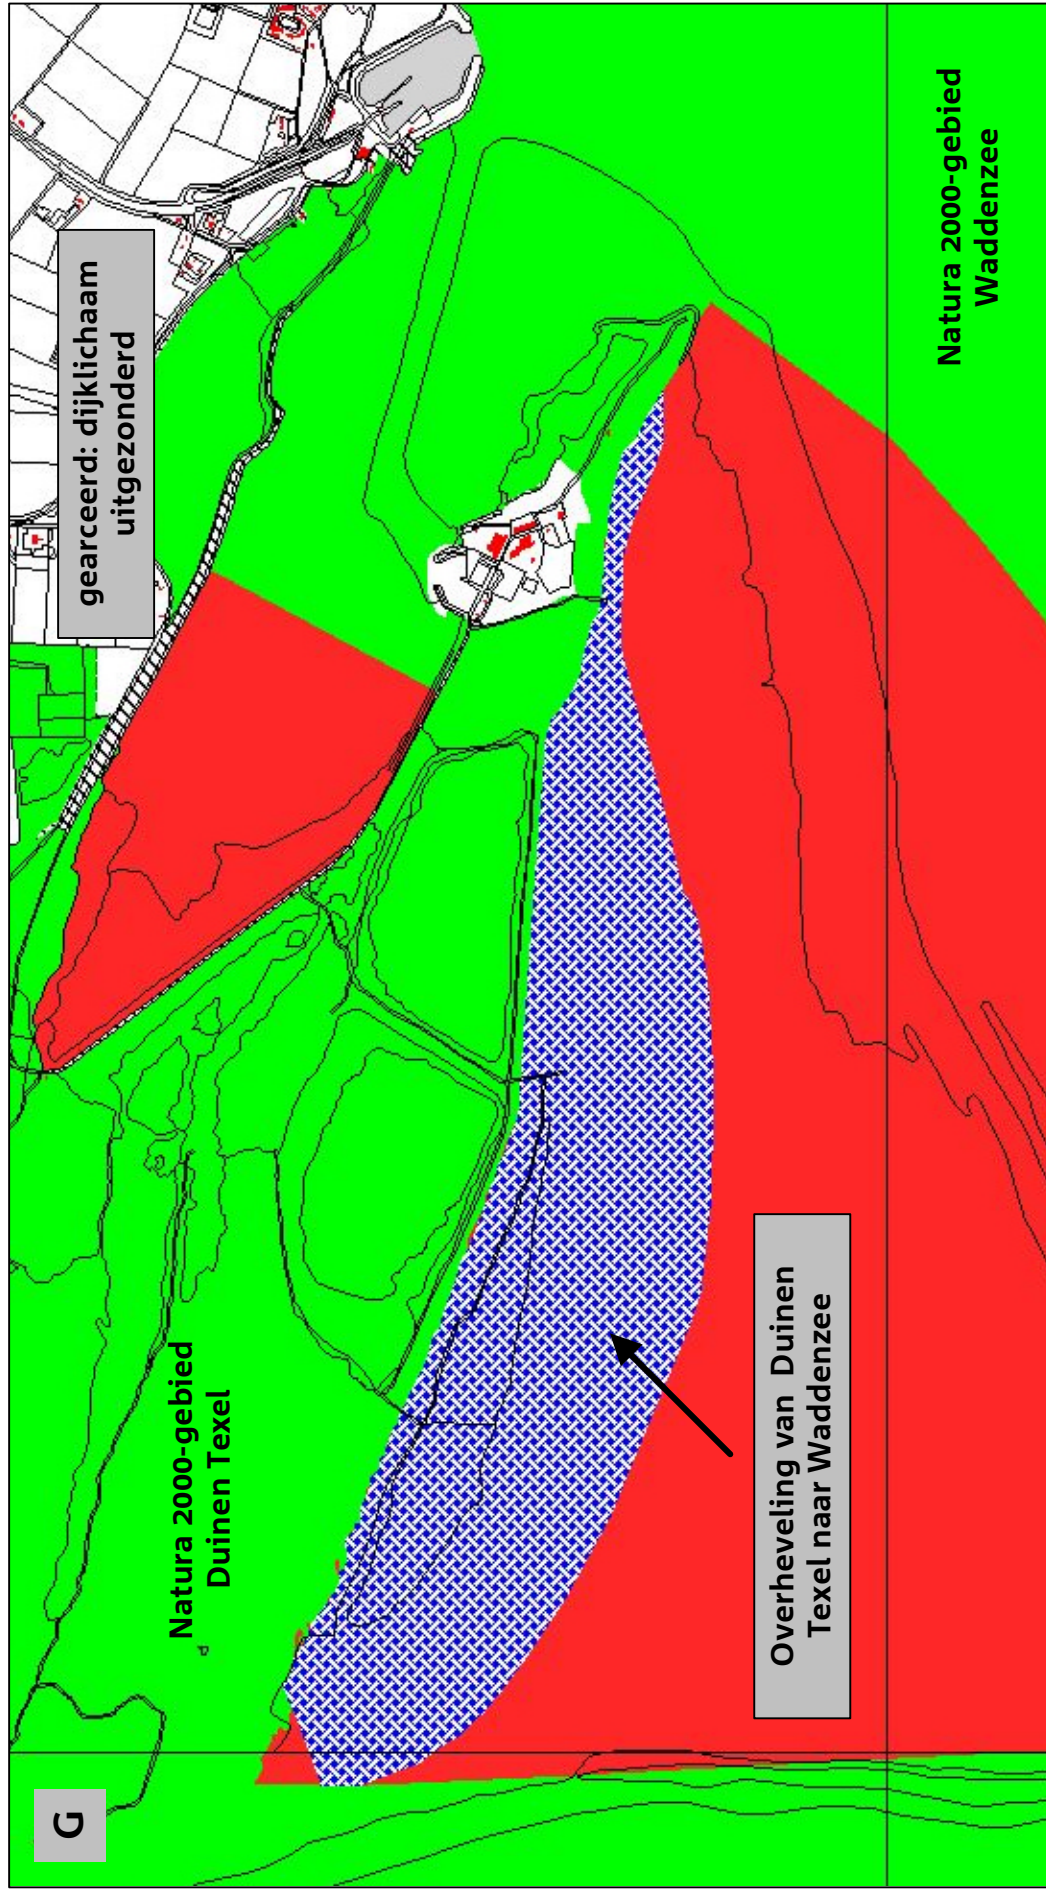 G
Natura 2000-gebied
Duinen Texel
gearceerd: dijklichaam
uitgezonderd
Overheveling van  Duinen
Texel naar Waddenzee
Natura 2000-gebied
Waddenzee